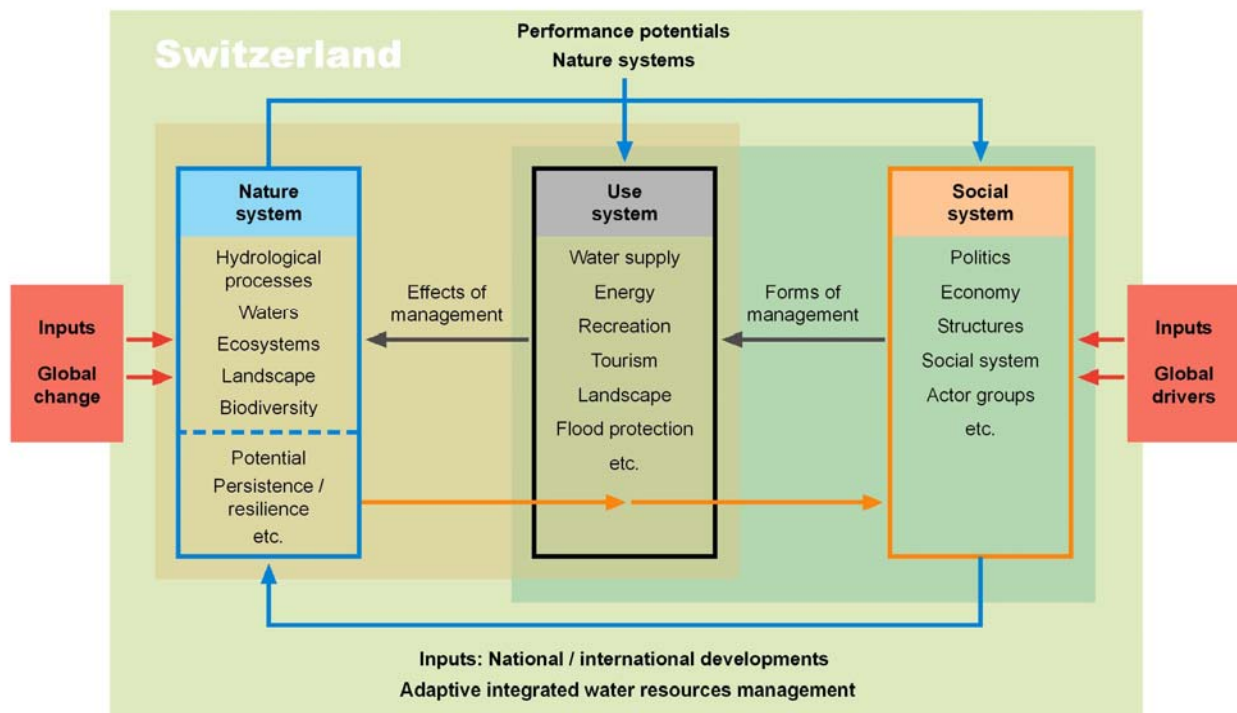 Switzerland
Performance potentials
Nature systems
Nature
system
Hydrological
processes
Waters
Ecosystems
Landscape
Biodiversity
Potential
Persistence /
resilience
etc.
Use
system
Water supply
Energy
Recreation
Tourism
Landscape
Flood protection
etc.
Social
system
Politics
Economy
Structures
Social system
Actor groups
etc.
Effects of
management
Forms of
management
Inputs
Global
change
Inputs
Global
drivers
Inputs: National / international developments
Adaptive integrated water resources management